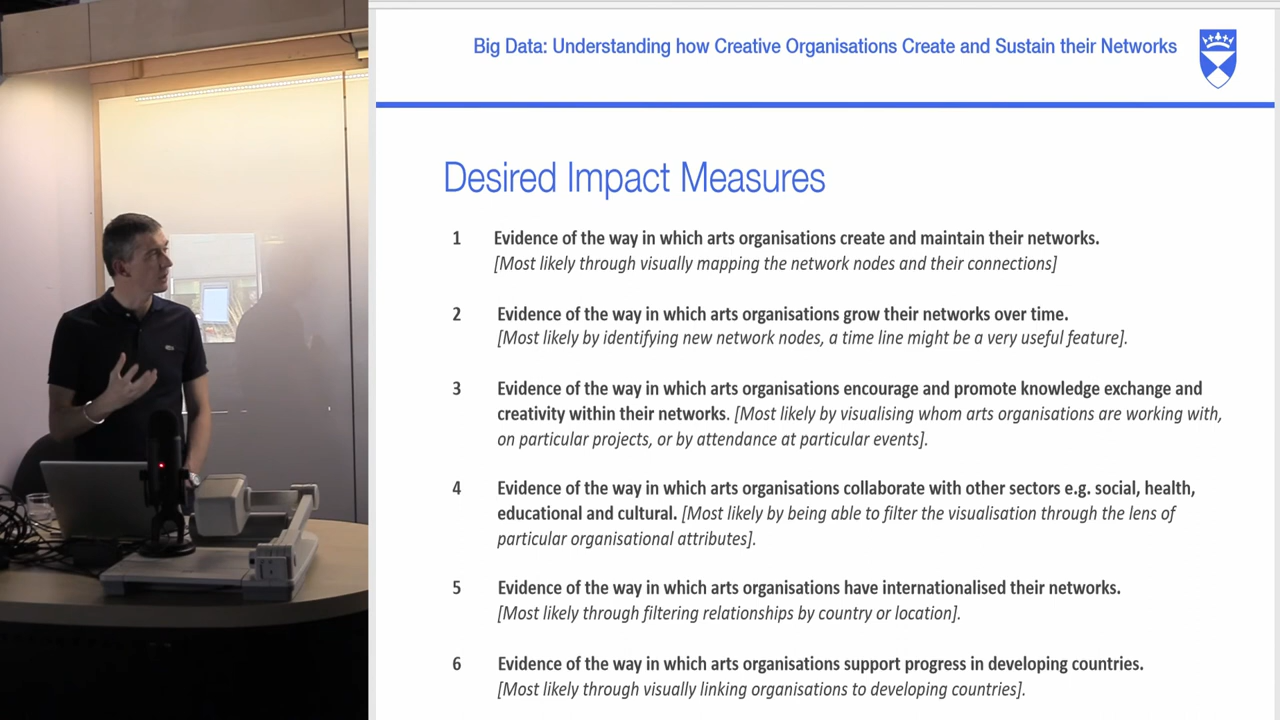 Big Data: Understanding how Creative Organisations Create and Sustain their Networks
Desired Impact Measures
1 Evidence of the way in which arts organisations create and maintain their networks.
[Most likely through visually mapping the network nodes and their connections]
2 Evidence of the way in which arts organisations grow their networks over time.
[Most likely by identifying new network nodes, a time line might be a very useful feature].
3 Evidence of the way in which arts organisations encourage and promote knowledge exchange and
creativity within their networks. [Most likely by visualising whom arts organisations are working with,
on particular projects, or by attendance at particular events].
4 Evidence of the way in which arts organisations collaborate with other sectors e.g. social, health,
educational and cultural. [Most likely by being able to filter the visualisation through the lens of
particular organisational attributes].
5 Evidence of the way in which arts organisations have internationalised their networks.
[Most likely through filtering relationships by country or location].
6 Evidence of the way in which arts organisations support progress in developing countries.
[Most likely through visually linking organisations to developing countries].